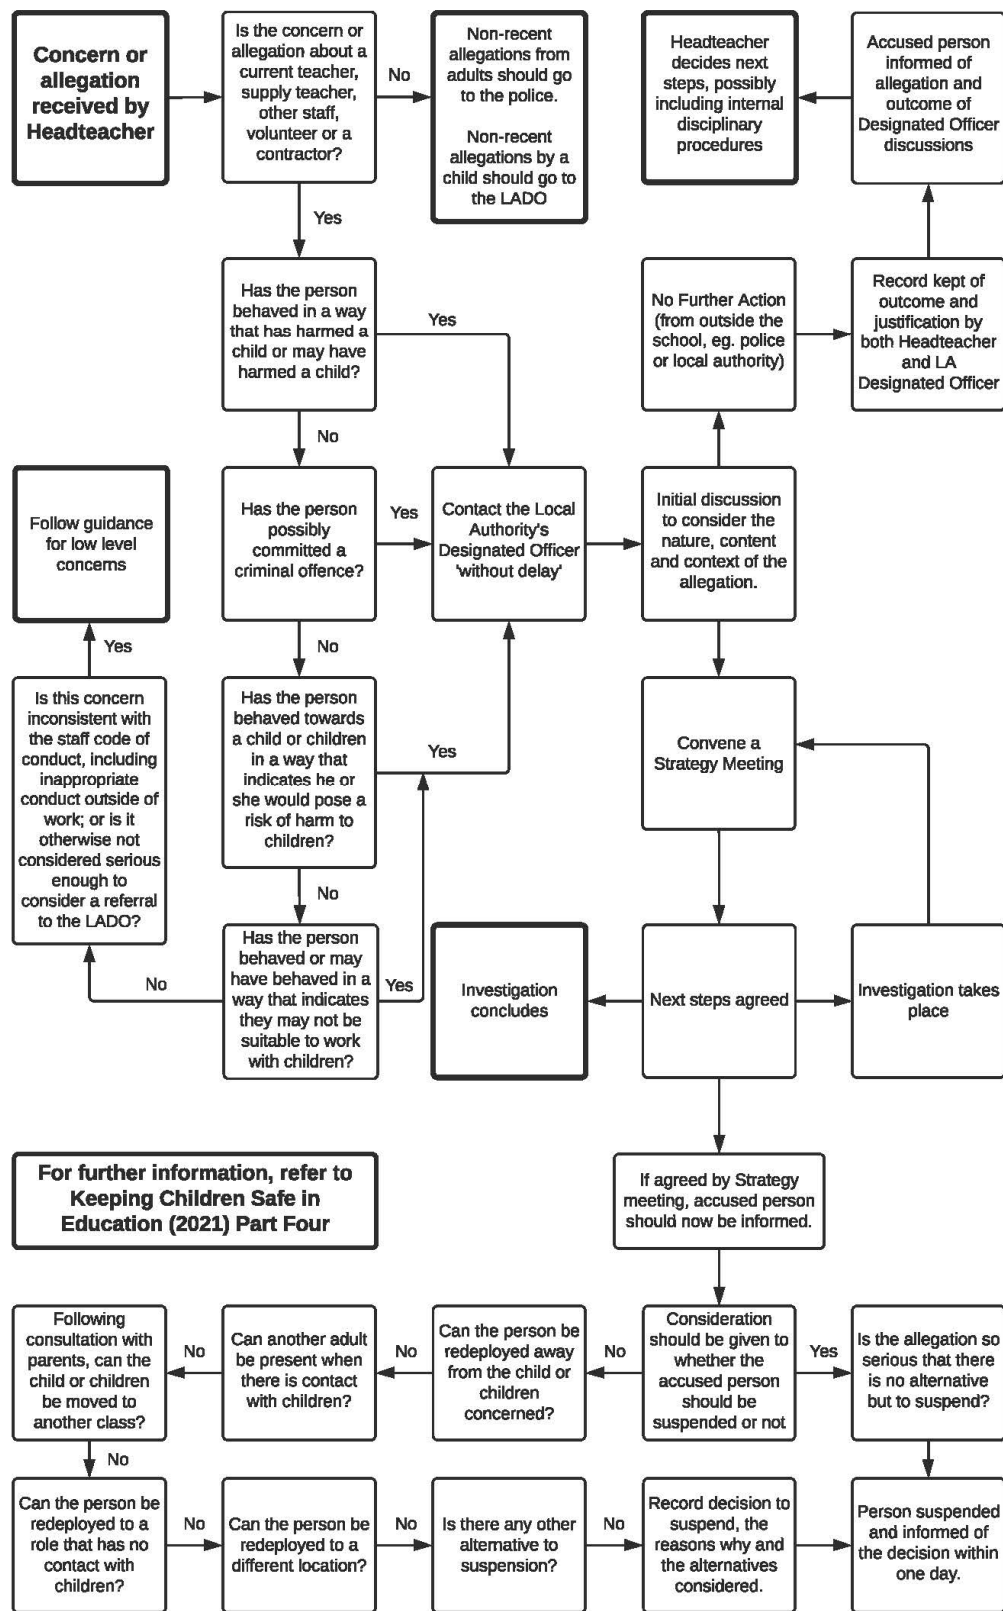 Concern or
allegation
received by
Headteacher
Is the concern or
allegation about a
current teacher,
supply teacher,
other staff,
volunteer or a
contractor?
No
Non-recent
allegations from
adults should go
to the police.
Non-recent
allegations by a
child should go to
the LADO
Headteacher
decides next
steps, possibly
including internal
disciplinary
procedures
Accused person
informed of
allegation and
outcome of
Designated Officer
discussions
Yes
Has the person
behaved in a way
that has harmed a
child or may have
harmed a child?
Yes
No Further Action
(from outside the
school, eg. police
or local authority)
Record kept of
outcome and
justification by
both Headteacher
and LA
Designated Officer
No
Follow guidance
for low level
concerns
Has the person
possibly
committed a
criminal offence?
Yes
Contact the Local
Authority's
Designated Officer
'without delay'
Initial discussion
to consider the
nature, content
and context of the
allegation.
Yes
No
Is this concern
inconsistent with
the staff code of
conduct, including
inappropriate
conduct outside of
work; or is it
otherwise not
considered serious
enough to
consider a referral
to the LADO?
Has the person
behaved towards
a child or children
in a way that
indicates he or
she would pose a
risk of harm to
children?
Yes
Convene a
Strategy Meeting
No
No
Has the person
behaved or may
have behaved in a
way that indicates
they may not be
suitable to work
with children?
Yes
Investigation
concludes
Next steps agreed
Investigation takes
place
For further information, refer to
Keeping Children Safe in
Education (2021) Part Four
If agreed by Strategy
meeting, accused person
should now be informed.
Following
consultation with
parents, can the
child or children
be moved to
another class?
No
Can another adult
be present when
there is contact
with children?
No
Can the person be
redeployed away
from the child or
children
concerned?
No
Consideration
should be given to
whether the
accused person
should be
suspended or not
Yes
Is the allegation so
serious that there
is no alternative
but to suspend?
No
Can the person be
redeployed to a
role that has no
contact with
children?
No
Can the person be
redeployed to a
different location?
No
Is there any other
alternative to
suspension?
No
Record decision to
suspend, the
reasons why and
the alternatives
considered.
Person suspended
and informed of
the decision within
one day.